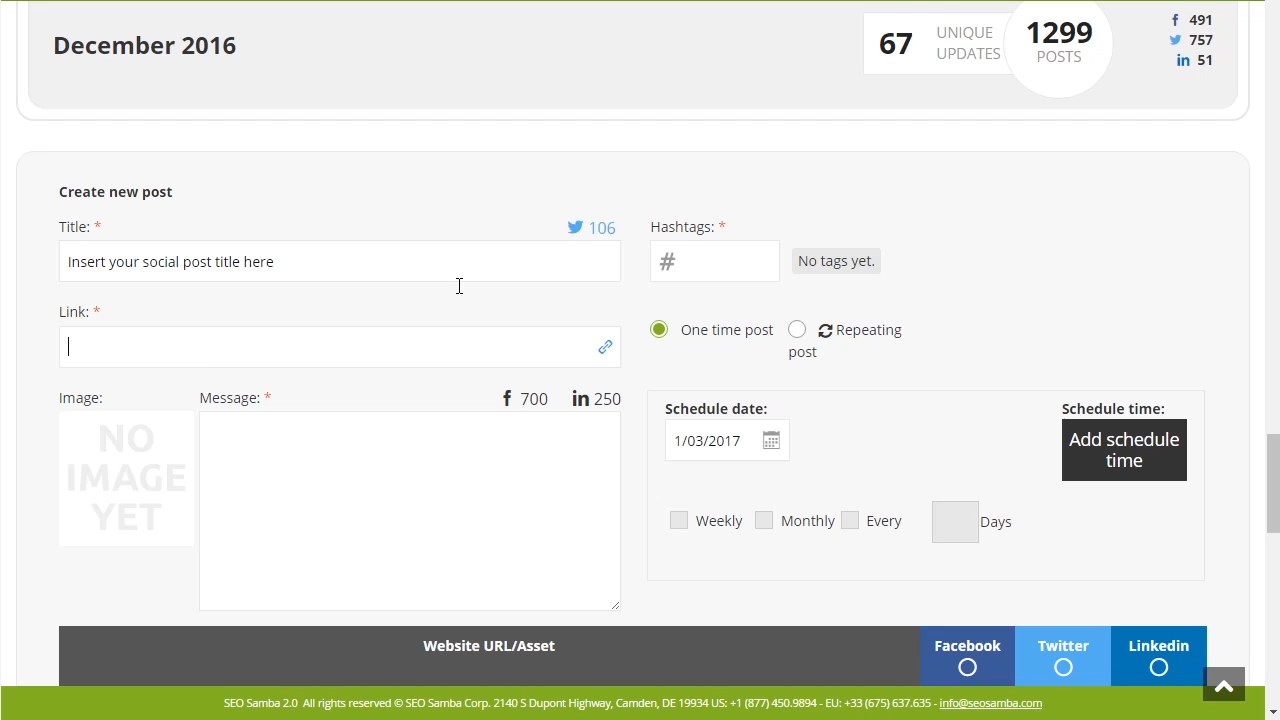 December 2016
67
UNIQUE
UPDATES
1299
POSTS
491
757
51
Create new post
Title: *
106
Hashtags: *
Insert your social post title here
#
No tags yet.
Link: *
One time post
Repeating
post
Image:
Message: *
700
250
NO
IMAGE
YET
Schedule date:
Schedule time:
1/03/2017
Add schedule
time
Weekly
Monthly
Every
Days
Website URL/Asset
Facebook
Twitter
Linkedin
SEO Samba 2.0 All rights reserved © SEO Samba Corp. 2140 S Dupont Highway, Camden, DE 19934 US: +1 (877) 450.9894 - EU: +33 (675) 637.635 - info@seosamba.com